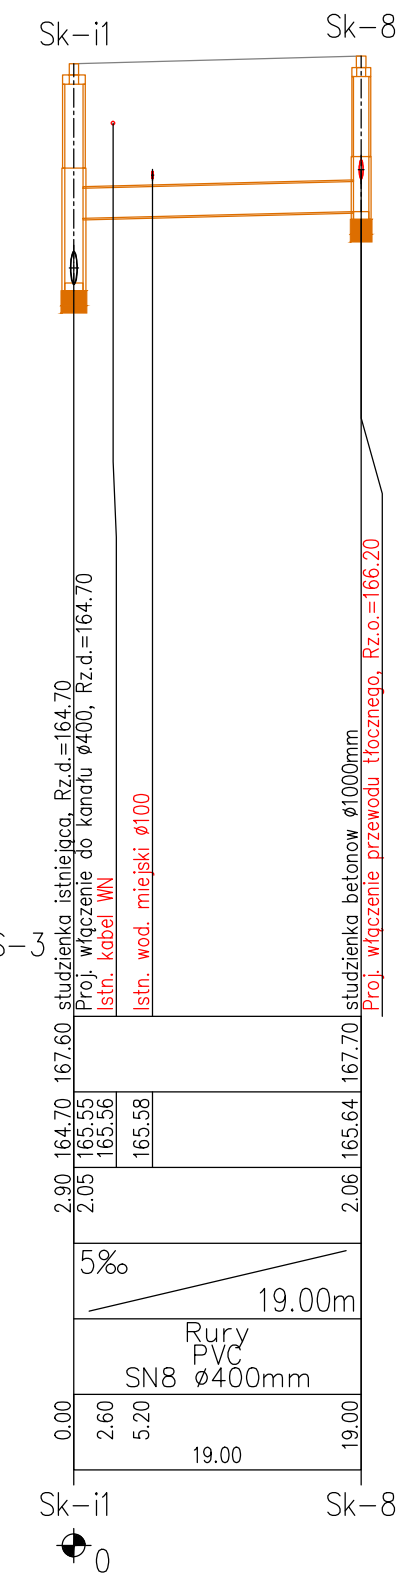 Sk-i1
Sk-8
studzienka istniejąca, Rz.d.=164.70
Proj. włączenie do kanału ø400, Rz.d.=164.70
Istn. kabel WN
Istn. wod. miejski ø100
studzienka betonow ø1000mm
Proj. włączenie przewodu tłocznego, Rz.o.=166.20
-3
167.60
167.70
164.70
165.55
165.56
165.58
165.64
2.90
2.05
2.06
5‰
19.00m
Rury
PVC
SN8 Ø400mm
0.00
2.60
5.20
19.00
19.00
Sk-i1
Sk-8
0